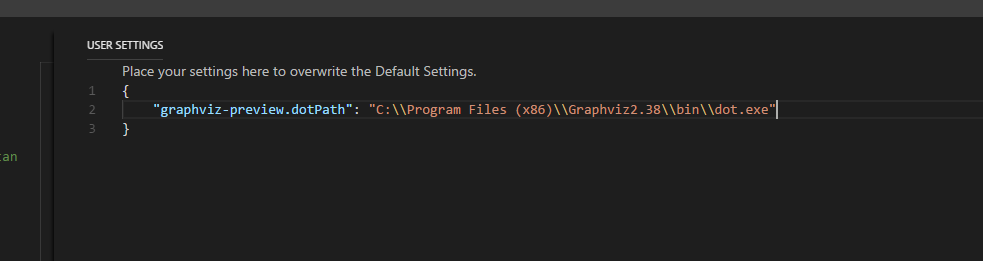 USER SETTINGS
Place your settings here to overwrite the Default Settings.
1 {
2 "graphviz-preview.dotPath": "C:\\Program Files (x86)\\Graphviz2.38\\bin\\dot.exe"
3 }
tan